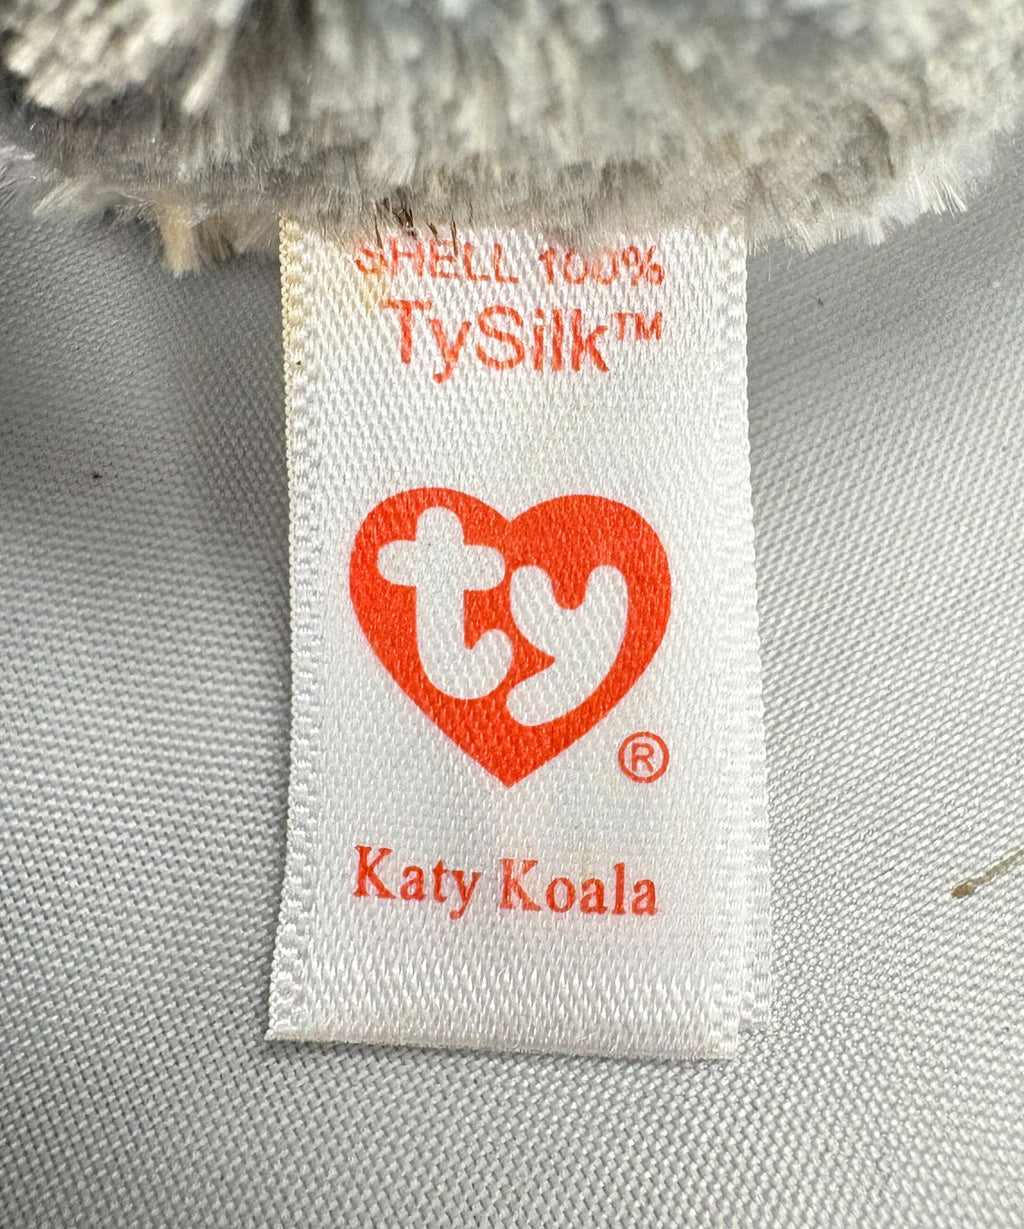 SHELL 100%
TySilk™
ty
®
Katy Koala